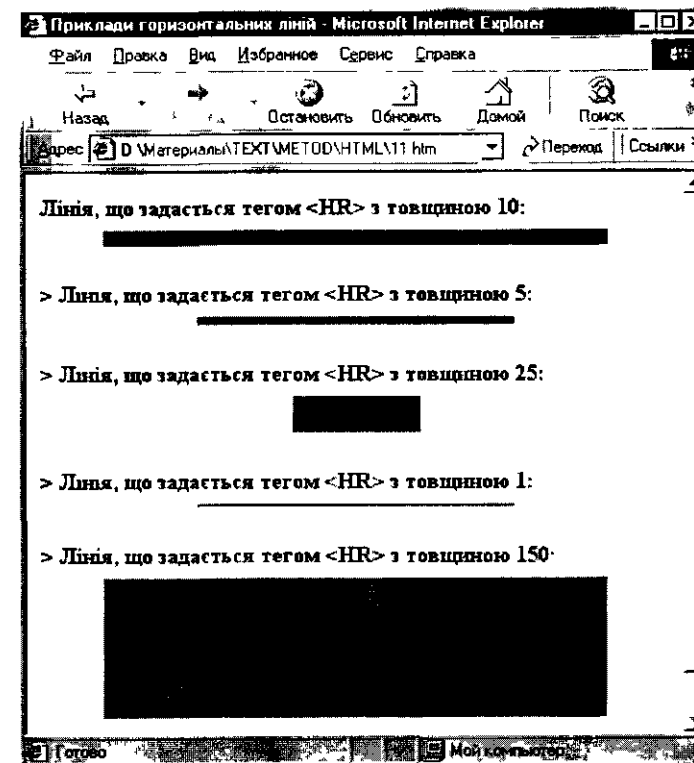 Приклади горизонтальних ліній - Microsoft Internet Explorer
Файл Правка Вид Избранное Сервис Справка
Назад Остановить Обновить Домой Поиск
Адрес D \Материалы\TEXT\METOD\HTML\11 htm Переход Ссылки
Лінія, що задається тегом <HR> з товщиною 10:
> Лінія, що задається тегом <HR> з товщиною 5:
> Лінія, що задається тегом <HR> з товщиною 25:
> Лінія, що задається тегом <HR> з товщиною 1:
> Лінія, що задається тегом <HR> з товщиною 150:
Готово Мой компьютер